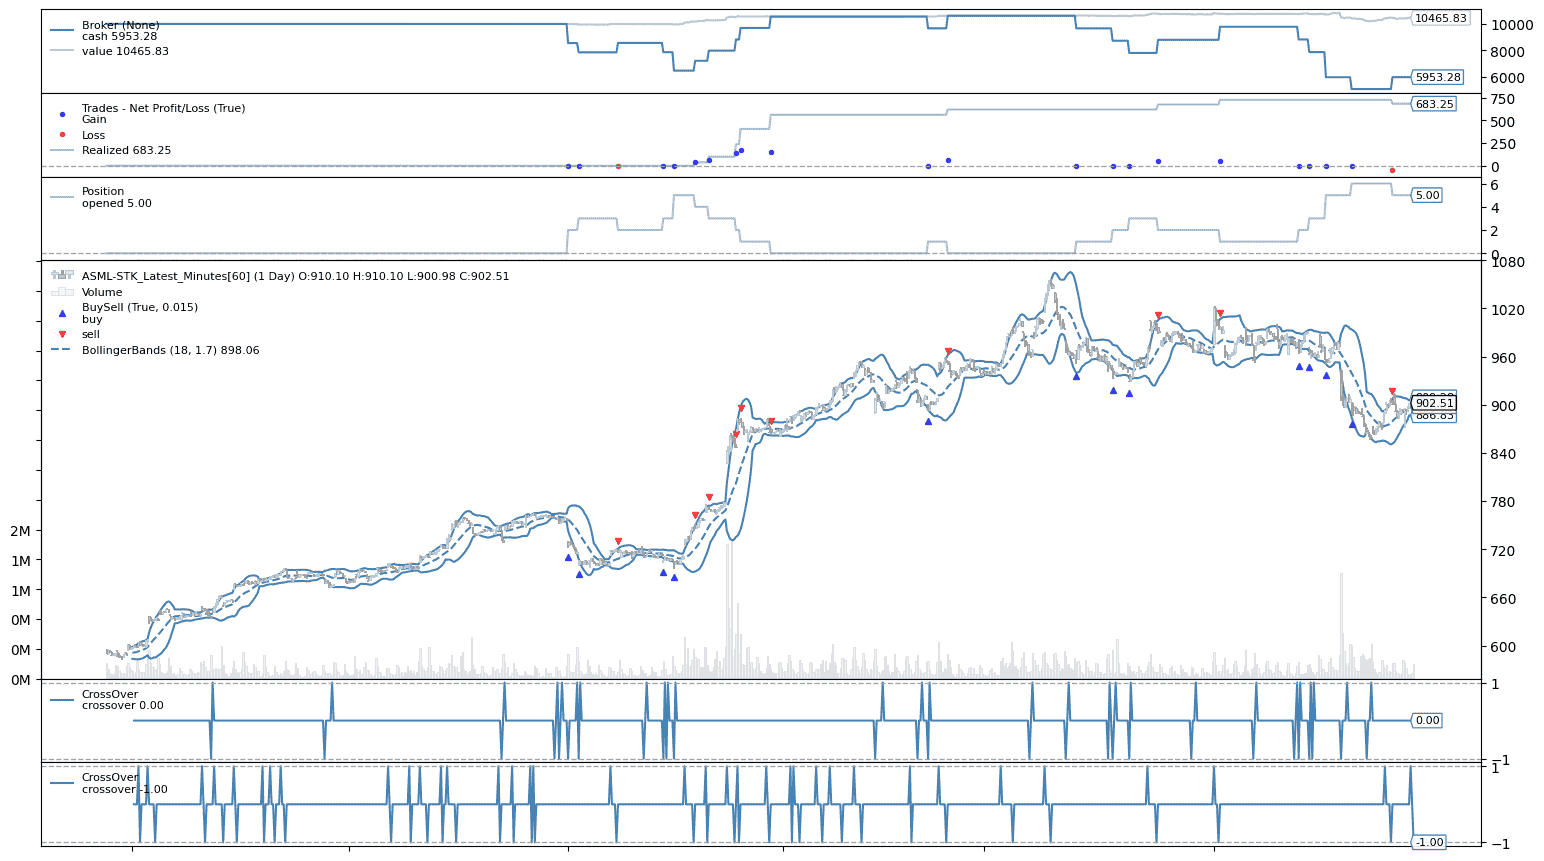 Broker (None)
cash 5953.28
value 10465.83
10465.83
10000
8000
6000
5953.28
Trades - Net Profit/Loss (True)
Gain
Loss
Realized 683.25
750
683.25
500
250
0
Position
opened 5.00
6
5.00
4
2
0
ASML-STK_Latest_Minutes[60] (1 Day) O:910.10 H:910.10 L:900.98 C:902.51
Volume
BuySell (True, 0.015)
buy
sell
BollingerBands (18, 1.7) 898.06
1080
1020
960
902.51
900
886.83
840
780
720
660
600
2M
1M
1M
0M
0M
0M
CrossOver
crossover 0.00
1
0.00
−1
CrossOver
crossover -1.00
1
-1.00
−1